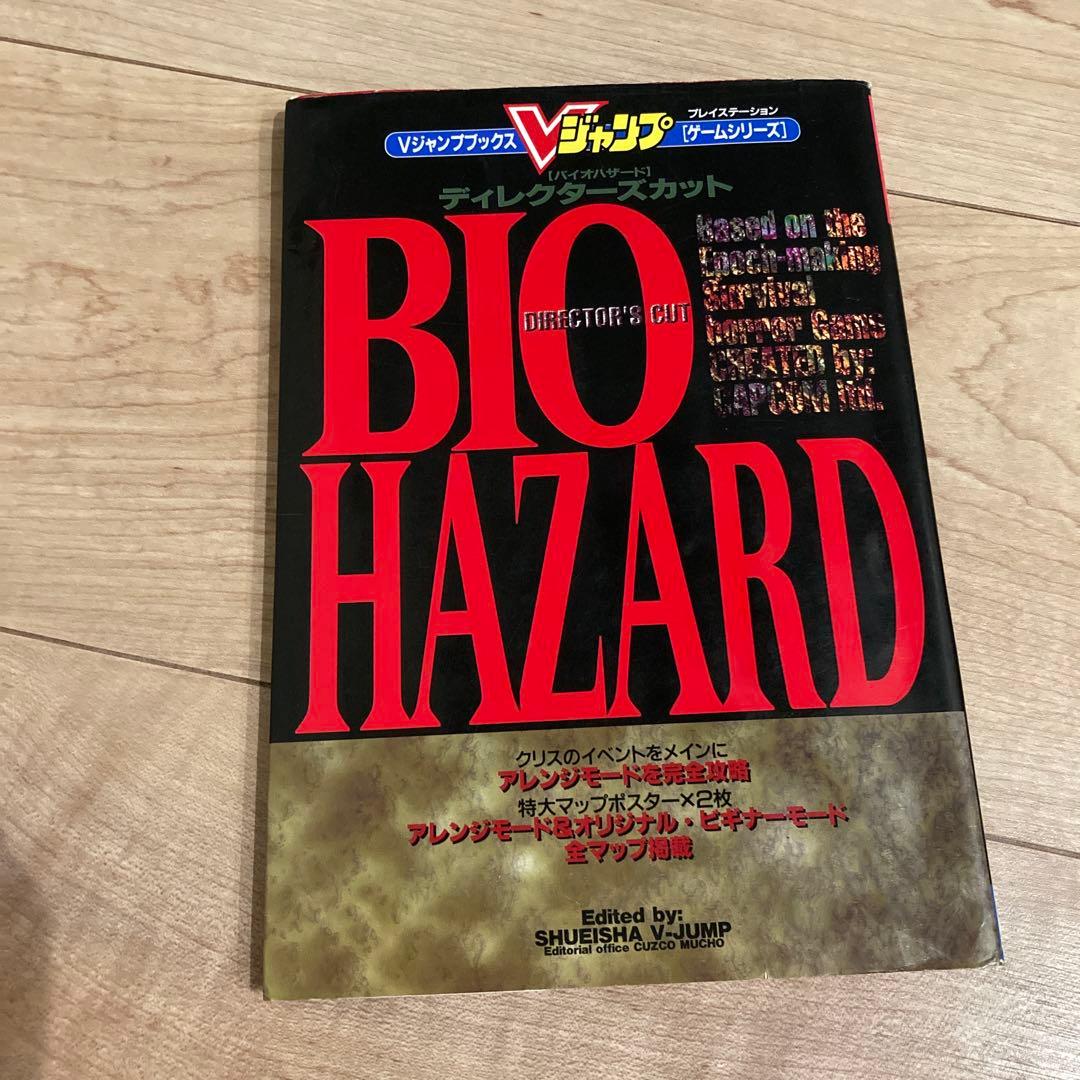 Vジャンプブックス
Vジャンプ
プレイステーション
[ゲームシリーズ]
【バイオハザード】
ディレクターズカット
BIO
DIRECTOR'S CUT
HAZARD
Based on the
Epoch-making
Survival
horror Game
CREATED by:
CAPCOM ltd.
クリスのイベントをメインに
アレンジモードを完全攻略
特大マップポスター×2枚
アレンジモード&オリジナル・ビギナーモード
全マップ掲載
Edited by:
SHUEISHA V-JUMP
Editorial office CUZCO MUCHO